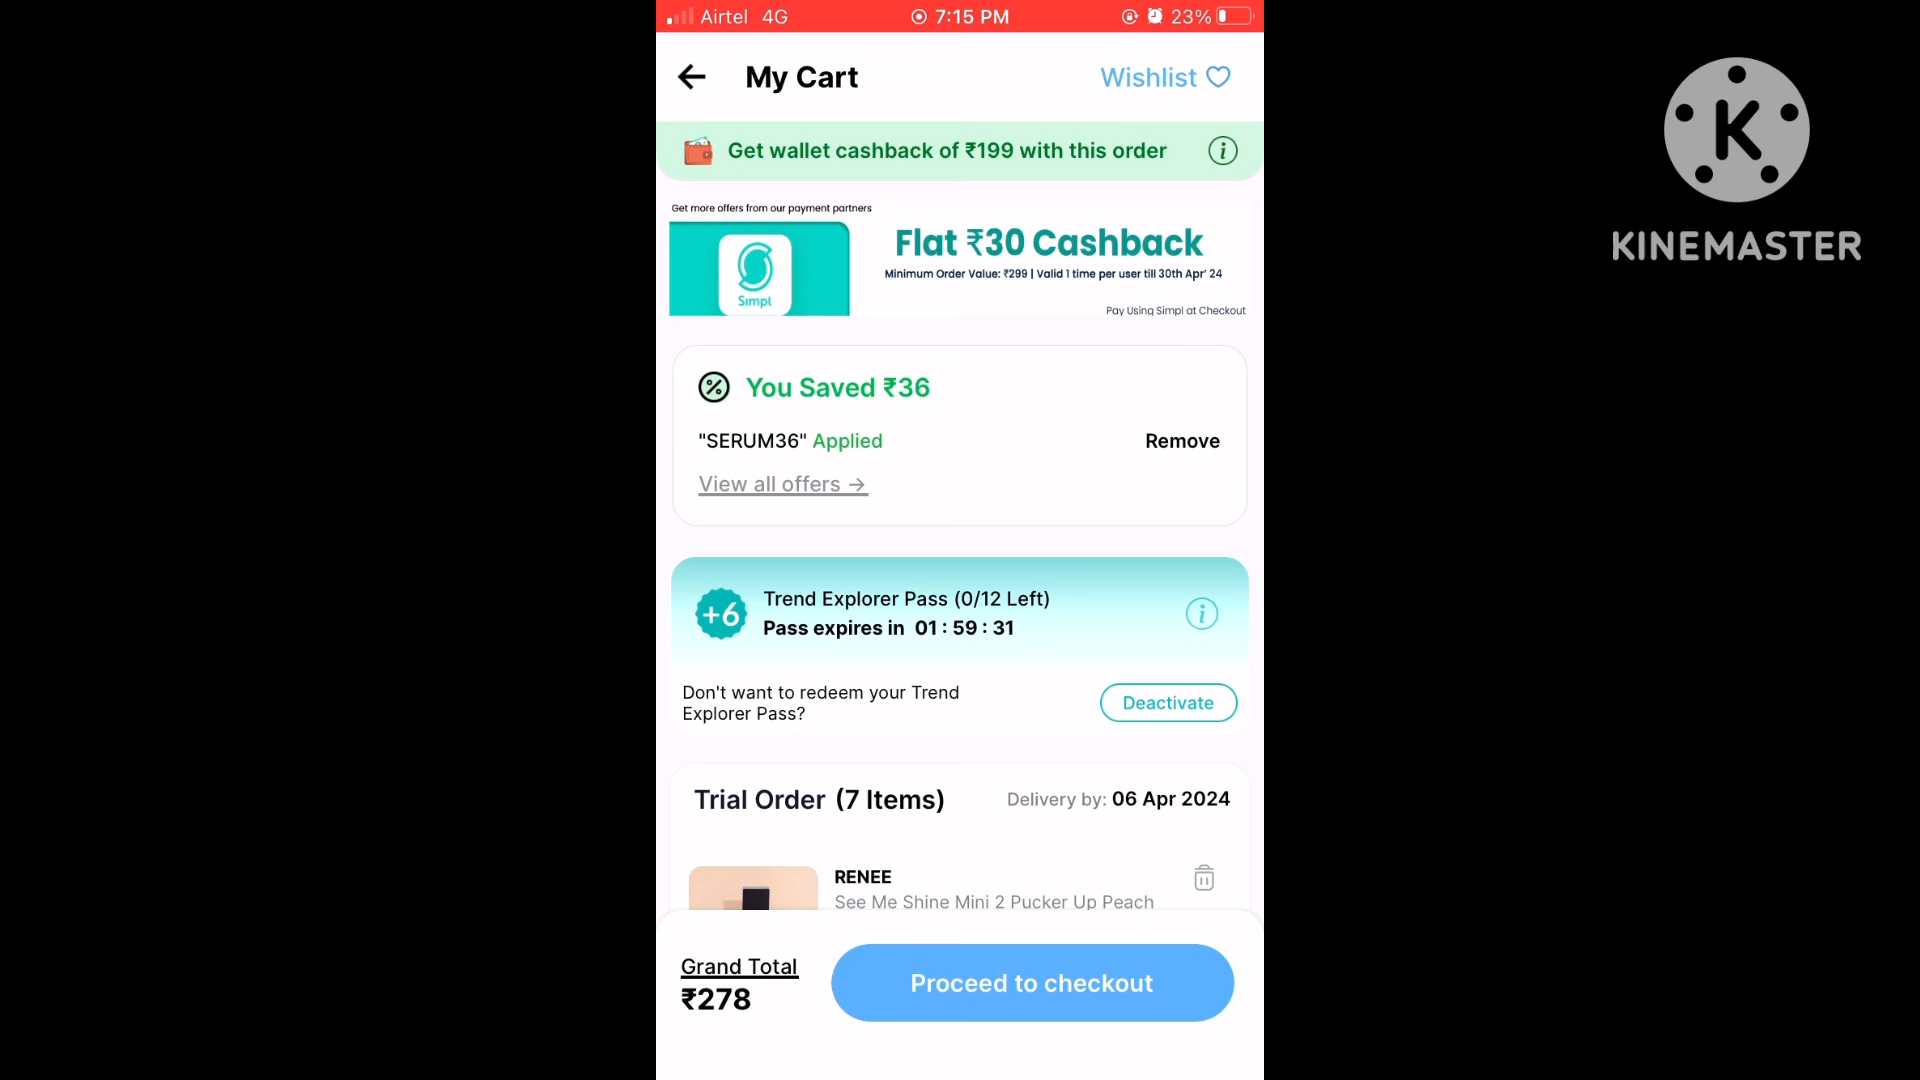 Airtel 4G 7:15 PM 23%
My Cart Wishlist
Get wallet cashback of ₹199 with this order
Get more offers from our payment partners
Simpl
Flat ₹30 Cashback
Minimum Order Value: ₹299 | Valid 1 time per user till 30th Apr' 24
Pay Using Simpl at Checkout
You Saved ₹36
"SERUM36" Applied Remove
View all offers →
+6
Trend Explorer Pass (0/12 Left)
Pass expires in 01 : 59 : 31
Don't want to redeem your Trend
Explorer Pass?
Deactivate
Trial Order (7 Items) Delivery by: 06 Apr 2024
RENEE
See Me Shine Mini 2 Pucker Up Peach
Grand Total
₹278
Proceed to checkout
K
KINEMASTER